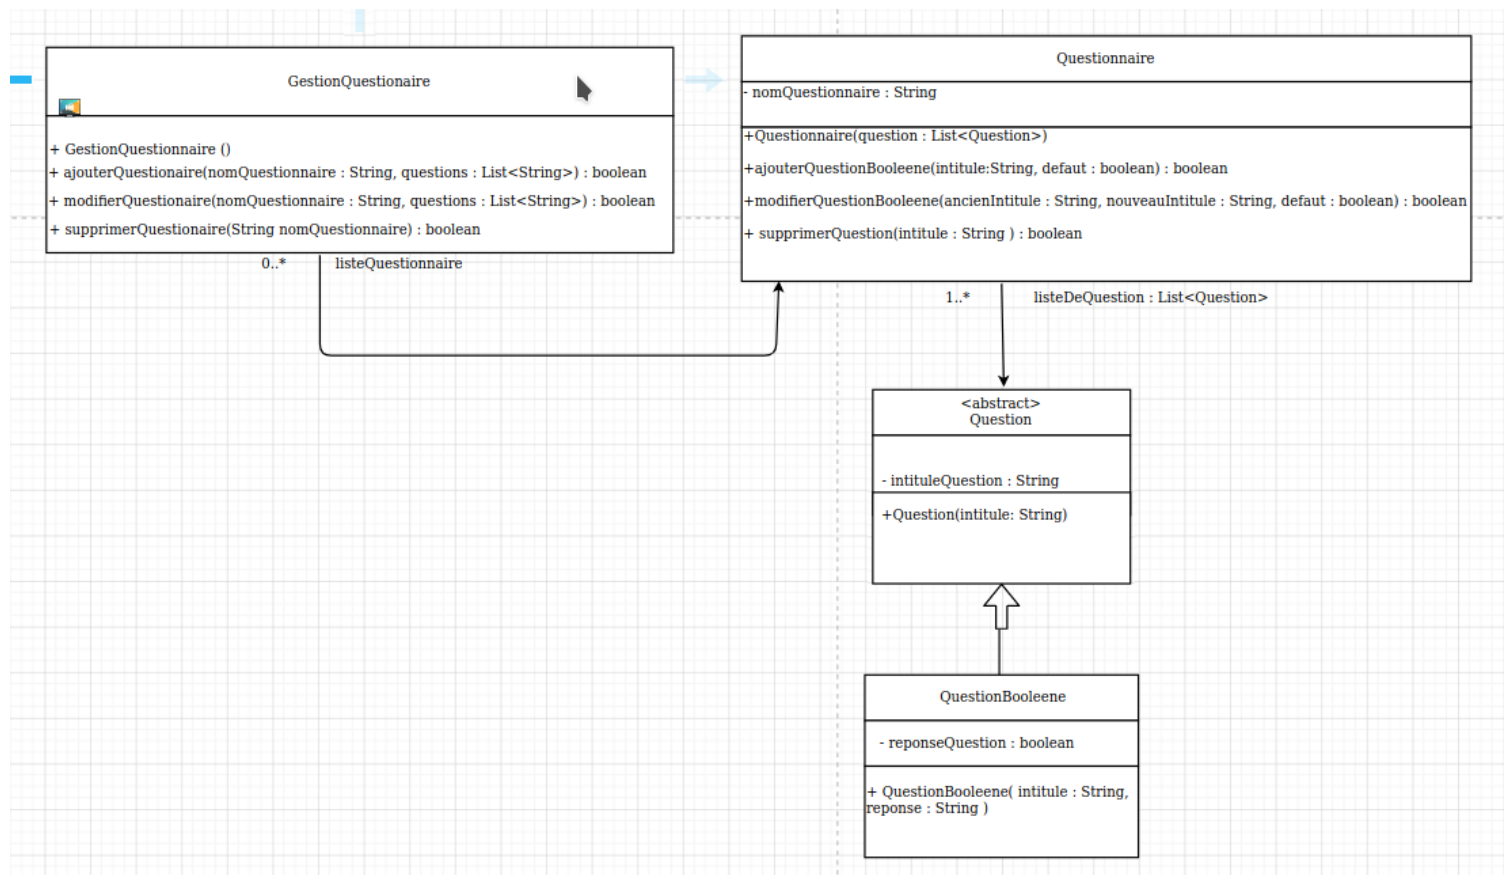 GestionQuestionaire
+ GestionQuestionnaire ()
+ ajouterQuestionaire(nomQuestionnaire : String, questions : List<String>) : boolean
+ modifierQuestionaire(nomQuestionnaire : String, questions : List<String>) : boolean
+ supprimerQuestionaire(String nomQuestionnaire) : boolean
0..*
listeQuestionnaire
Questionnaire
- nomQuestionnaire : String
+Questionnaire(question : List<Question>)
+ajouterQuestionBooleene(intitule:String, defaut : boolean) : boolean
+modifierQuestionBooleene(ancienIntitule : String, nouveauIntitule : String, defaut : boolean) : boolean
+ supprimerQuestion(intitule : String ) : boolean
1..*
listeDeQuestion : List<Question>
<abstract>
Question
- intituleQuestion : String
+Question(intitule: String)
QuestionBooleene
- reponseQuestion : boolean
+ QuestionBooleene( intitule : String,
reponse : String )